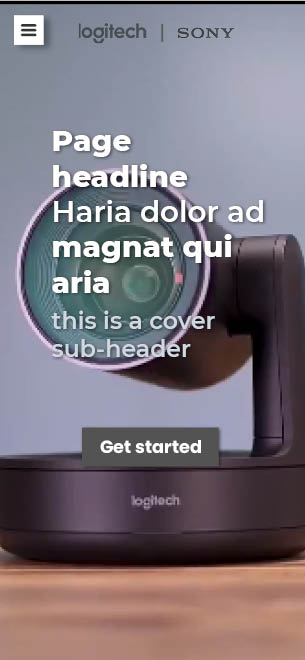 logitech | SONY
Page
headline
Haria dolor ad
magnat qui
aria
this is a cover
sub-header
Get started
logitech